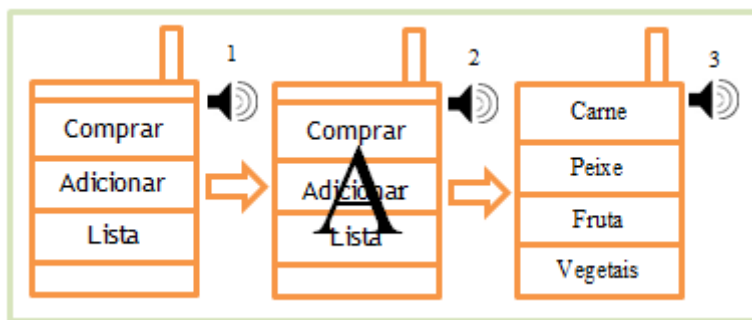 1
Comprar
Adicionar
Lista
2
Comprar
Adicionar
Lista
A
3
Carne
Peixe
Fruta
Vegetais